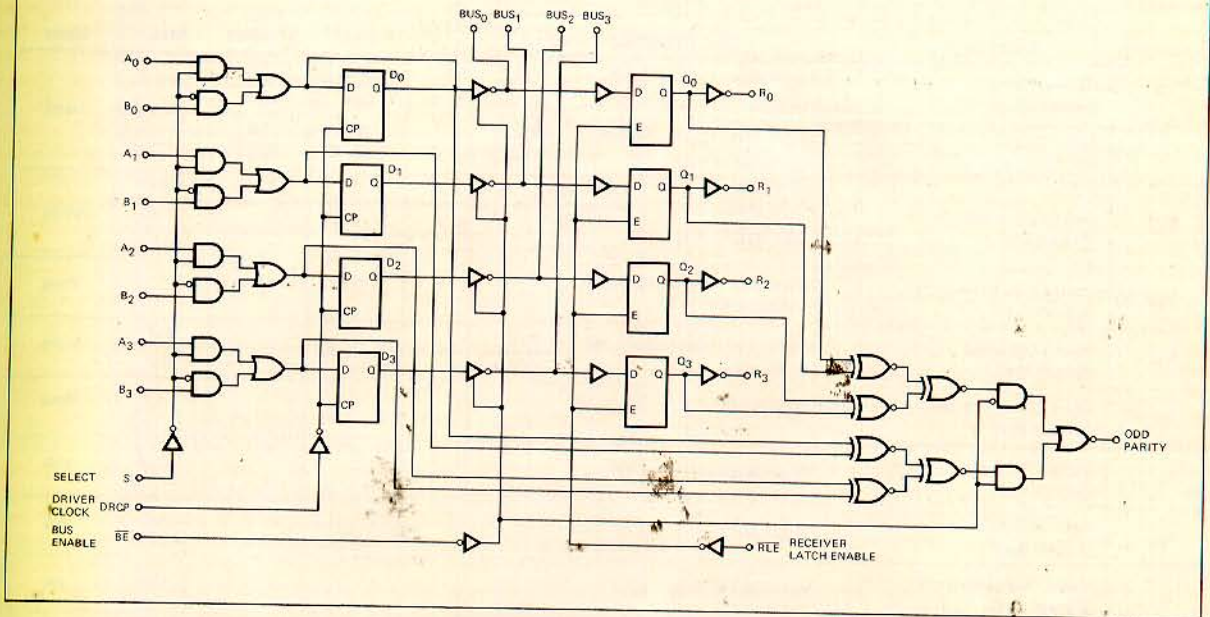 BUS₀ BUS₁ BUS₂ BUS₃
A₀
B₀
D Q D₀
CP
D Q Q₀ R₀
E
A₁
B₁
D Q D₁
CP
D Q Q₁ R₁
E
A₂
B₂
D Q D₂
CP
D Q Q₂ R₂
E
A₃
B₃
D Q D₃
CP
D Q Q₃ R₃
E
ODD
PARITY
SELECT S
DRIVER
CLOCK DRCP
BUS
ENABLE B̅E̅
R̅L̅E̅ RECEIVER
LATCH ENABLE